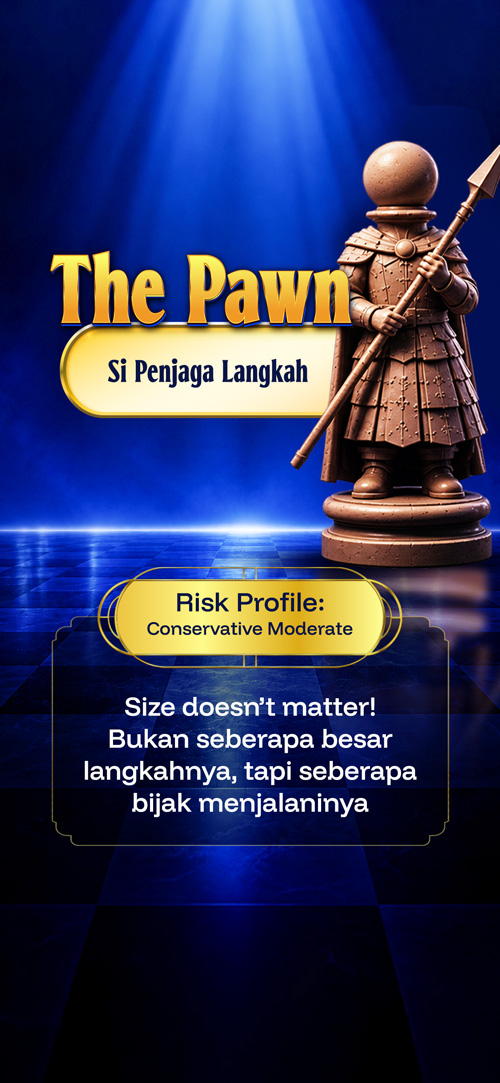 The Pawn
Si Penjaga Langkah
Risk Profile:
Conservative Moderate
Size doesn’t matter!
Bukan seberapa besar
langkahnya, tapi seberapa
bijak menjalaninya